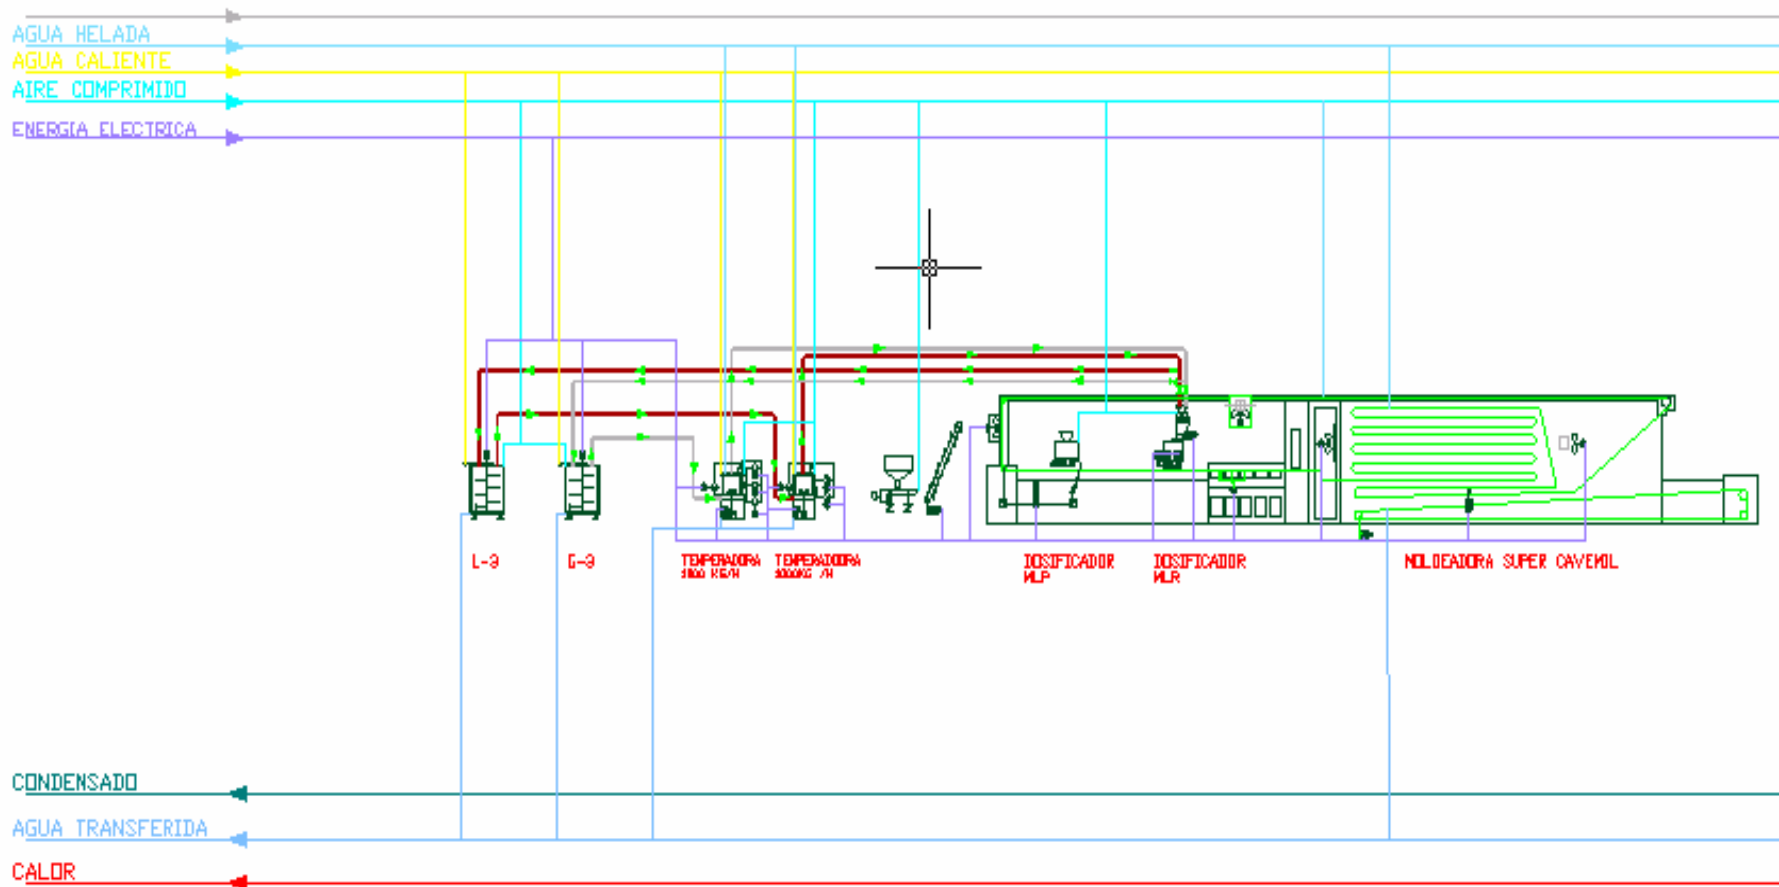 AGUA HELADA
AGUA CALIENTE
AIRE COMPRIMIDO
ENERGIA ELECTRICA
L-3
G-3
TEMPERADORA
TEMPERADORA
DOSIFICADOR
MLP
DOSIFICADOR
MLR
MOLDEADORA SUPER CAVEMIL
CONDENSADO
AGUA TRANSFERIDA
CALOR